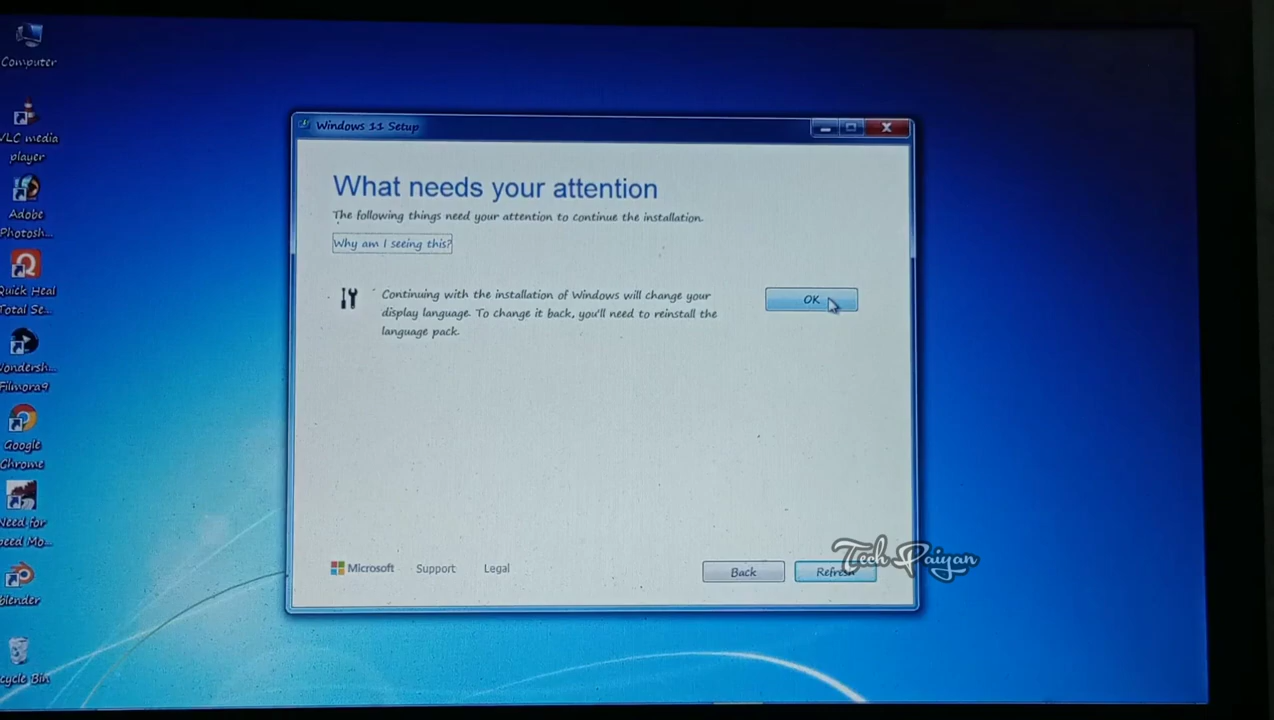 Computer
VLC media
player
Adobe
Photosh...
Quick Heal
Total Se...
Wondersh...
Filmora9
Google
Chrome
Need for
Speed Mo...
blender
Recycle Bin
Windows 11 Setup
What needs your attention
The following things need your attention to continue the installation.
Why am I seeing this?
Continuing with the installation of Windows will change your
display language. To change it back, you'll need to reinstall the
language pack.
OK
Microsoft Support Legal
Back Refresh
Tech Paiyan